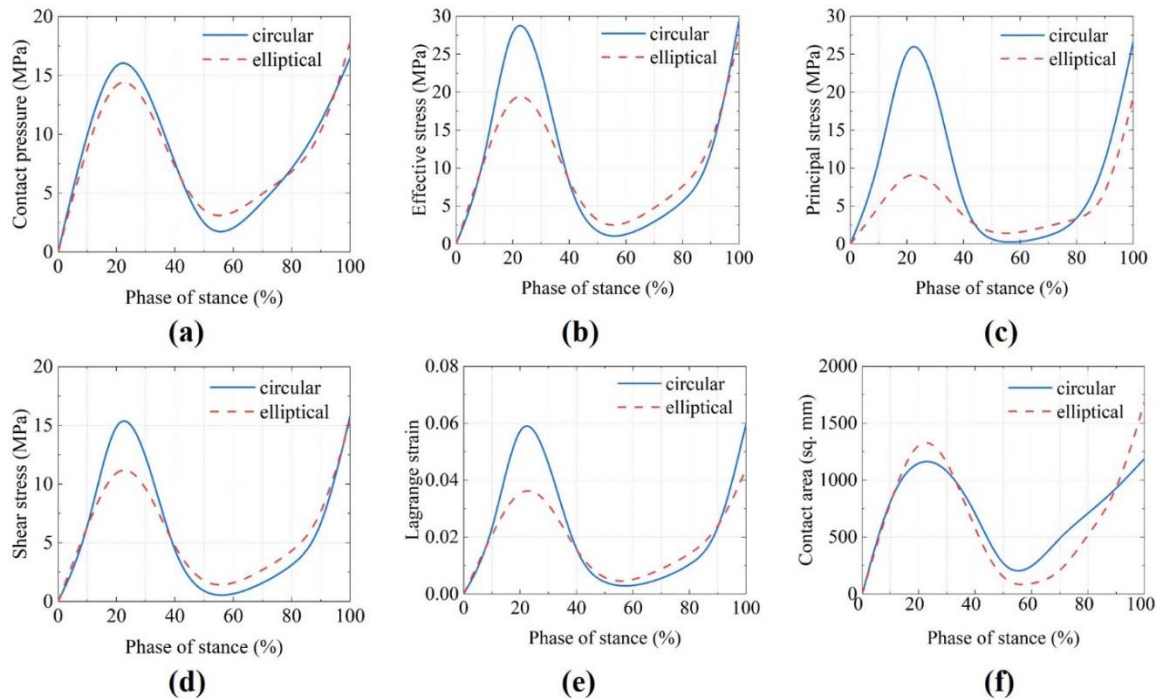 20
15
10
5
0
Contact pressure (MPa)
circular
elliptical
0 20 40 60 80 100
Phase of stance (%)
(a)
30
25
20
15
10
5
0
Effective stress (MPa)
circular
elliptical
0 20 40 60 80 100
Phase of stance (%)
(b)
30
25
20
15
10
5
0
Principal stress (MPa)
circular
elliptical
0 20 40 60 80 100
Phase of stance (%)
(c)
20
15
10
5
0
Shear stress (MPa)
circular
elliptical
0 20 40 60 80 100
Phase of stance (%)
(d)
0.08
0.06
0.04
0.02
0.00
Lagrange strain
circular
elliptical
0 20 40 60 80 100
Phase of stance (%)
(e)
2000
1500
1000
500
0
Contact area (sq. mm)
circular
elliptical
0 20 40 60 80 100
Phase of stance (%)
(f)